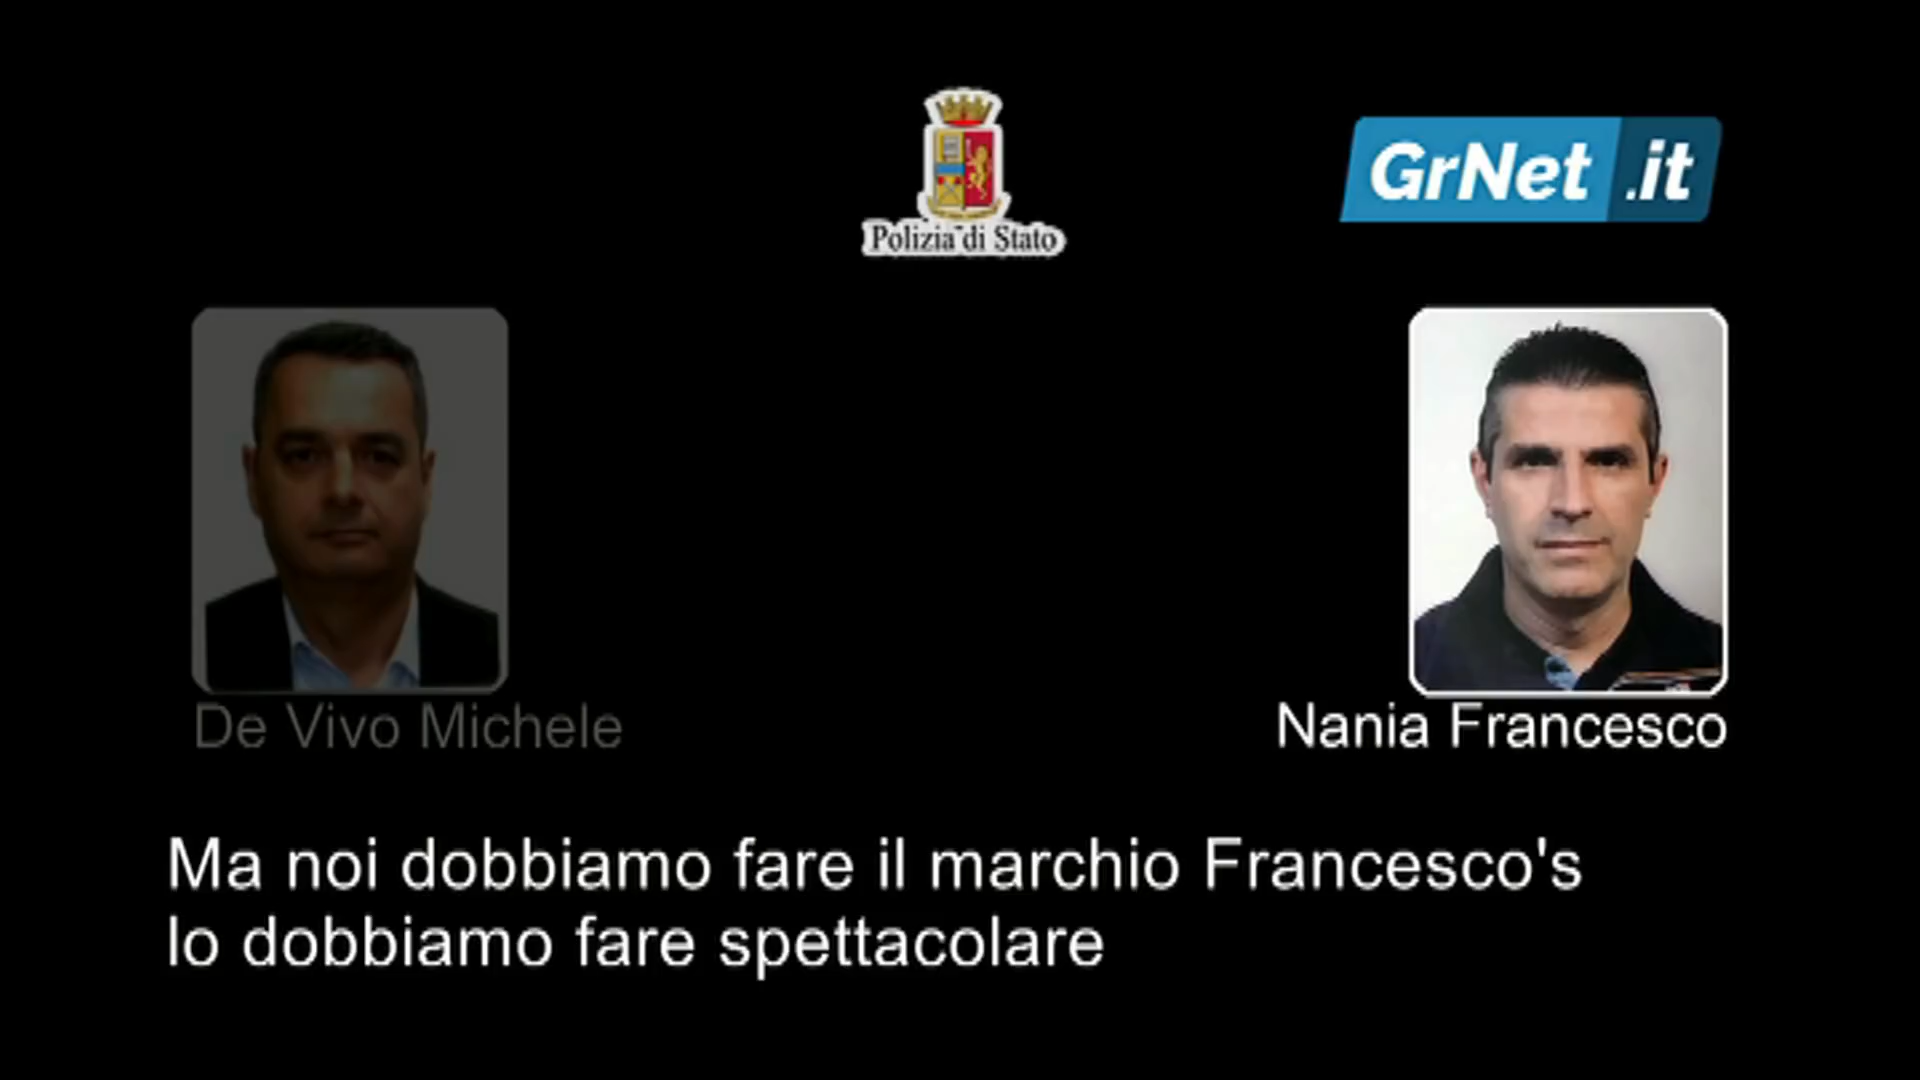 Polizia di Stato
GrNet.it
De Vivo Michele
Nania Francesco
Ma noi dobbiamo fare il marchio Francesco's
lo dobbiamo fare spettacolare